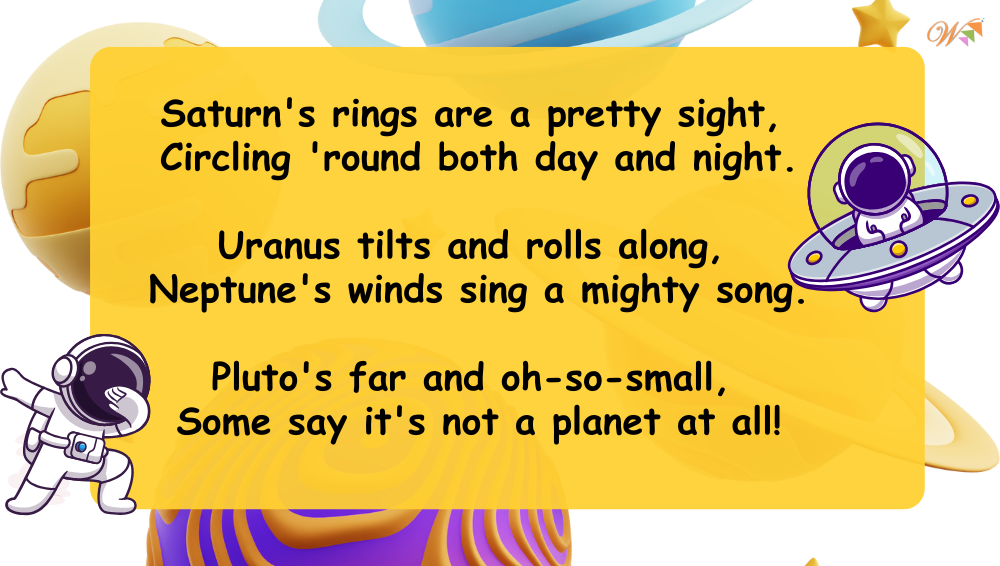 Saturn's rings are a pretty sight,
Circling 'round both day and night.
Uranus tilts and rolls along,
Neptune's winds sing a mighty song.
Pluto's far and oh-so-small,
Some say it's not a planet at all!
W